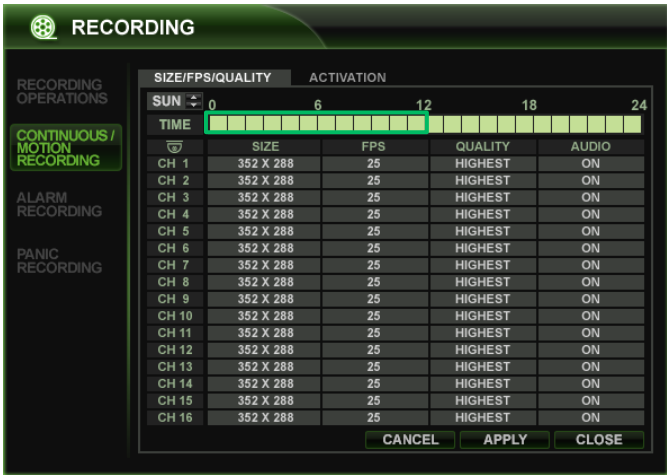 RECORDING
SIZE/FPS/QUALITY ACTIVATION
RECORDING
OPERATIONS
CONTINUOUS /
MOTION
RECORDING
ALARM
RECORDING
PANIC
RECORDING
SUN 0 6 12 18 24
TIME
SIZE FPS QUALITY AUDIO
CH 1 352 X 288 25 HIGHEST ON
CH 2 352 X 288 25 HIGHEST ON
CH 3 352 X 288 25 HIGHEST ON
CH 4 352 X 288 25 HIGHEST ON
CH 5 352 X 288 25 HIGHEST ON
CH 6 352 X 288 25 HIGHEST ON
CH 7 352 X 288 25 HIGHEST ON
CH 8 352 X 288 25 HIGHEST ON
CH 9 352 X 288 25 HIGHEST ON
CH 10 352 X 288 25 HIGHEST ON
CH 11 352 X 288 25 HIGHEST ON
CH 12 352 X 288 25 HIGHEST ON
CH 13 352 X 288 25 HIGHEST ON
CH 14 352 X 288 25 HIGHEST ON
CH 15 352 X 288 25 HIGHEST ON
CH 16 352 X 288 25 HIGHEST ON
CANCEL APPLY CLOSE